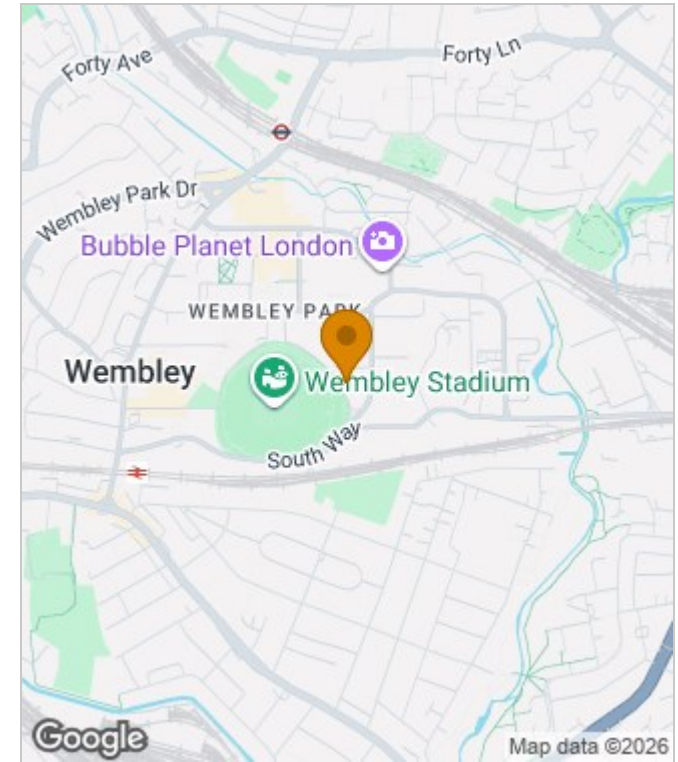 Forty Ave
Forty Ln
Wembley Park Dr
Bubble Planet London
WEMBLEY PARK
Wembley
Wembley Stadium
South Way
Google
Map data ©2026